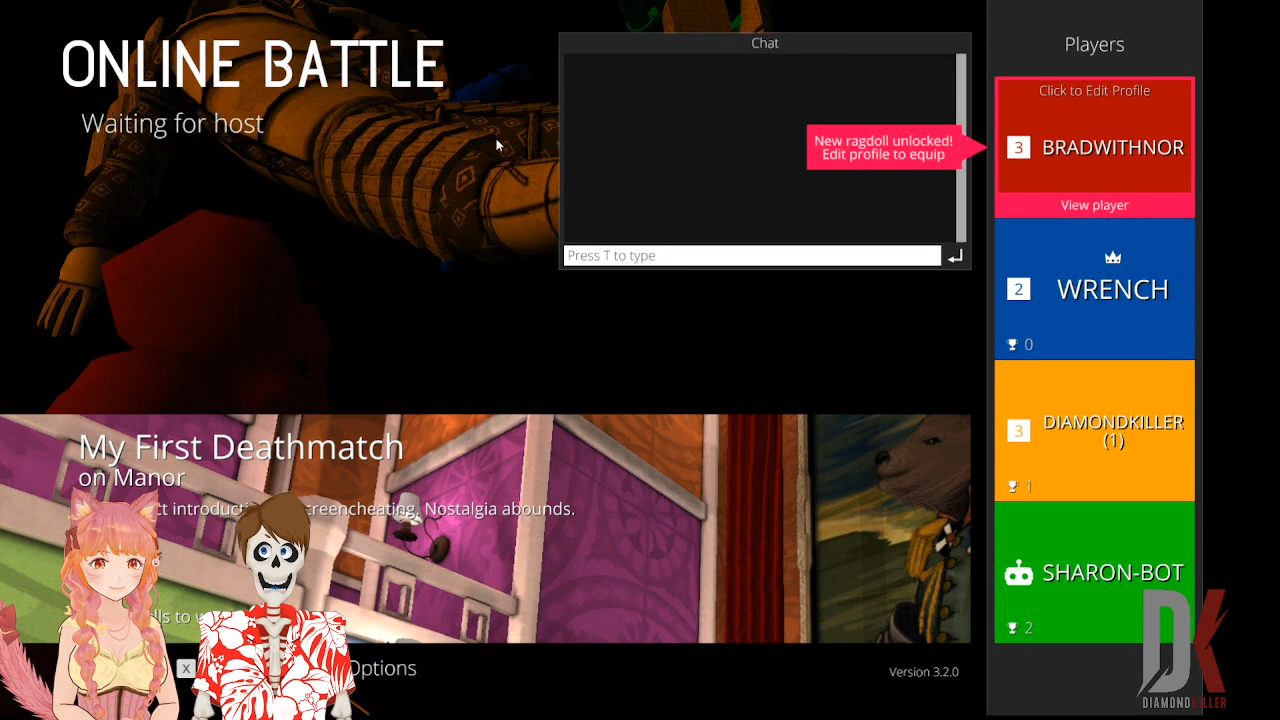 ONLINE BATTLE
Waiting for host
Chat
New ragdoll unlocked!
Edit profile to equip
Press T to type
Players
Click to Edit Profile
3 BRADWITHNOR
View player
2 WRENCH
0
3 DIAMONDKILLER
(1)
1
SHARON-BOT
2
My First Deathmatch
on Manor
screencheating. Nostalgia abounds.
to
X
Options
Version 3.2.0
DK
DIAMONDKILLER